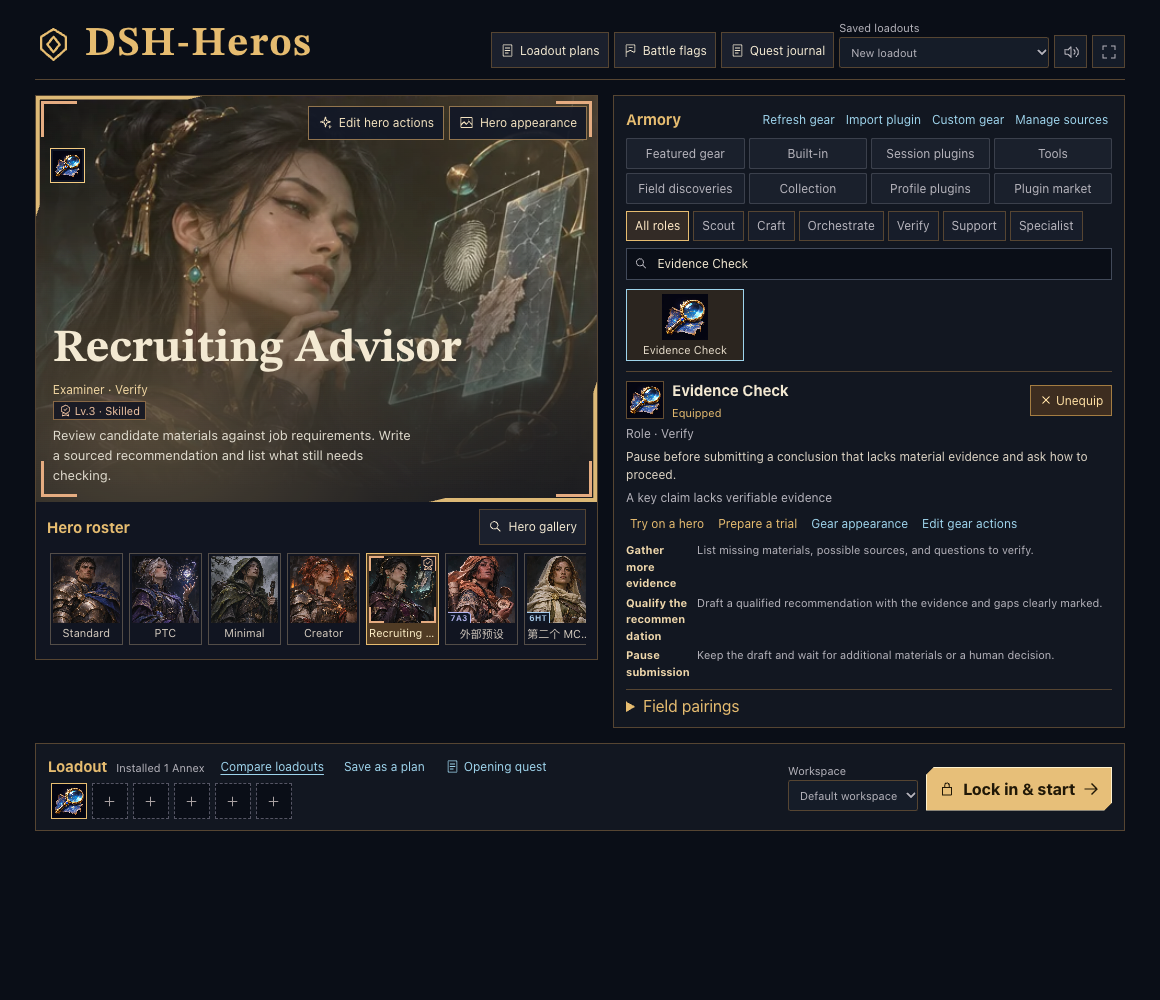 DSH-Heros
Loadout plans
Battle flags
Quest journal
Saved loadouts
New loadout
Edit hero actions
Hero appearance
Recruiting Advisor
Examiner · Verify
Lv.3 · Skilled
Review candidate materials against job requirements. Write
a sourced recommendation and list what still needs
checking.
Hero roster
Hero gallery
Standard
PTC
Minimal
Creator
Recruiting ...
7A3
外部预设
6HT
第二个 MC...
Armory
Refresh gear
Import plugin
Custom gear
Manage sources
Featured gear
Built-in
Session plugins
Tools
Field discoveries
Collection
Profile plugins
Plugin market
All roles
Scout
Craft
Orchestrate
Verify
Support
Specialist
Evidence Check
Evidence Check
Evidence Check
Equipped
Unequip
Role · Verify
Pause before submitting a conclusion that lacks material evidence and ask how to
proceed.
A key claim lacks verifiable evidence
Try on a hero
Prepare a trial
Gear appearance
Edit gear actions
Gather
more
evidence
List missing materials, possible sources, and questions to verify.
Qualify the
recommen
dation
Draft a qualified recommendation with the evidence and gaps clearly marked.
Pause
submission
Keep the draft and wait for additional materials or a human decision.
Field pairings
Loadout
Installed 1 Annex
Compare loadouts
Save as a plan
Opening quest
Workspace
Default workspace
Lock in & start